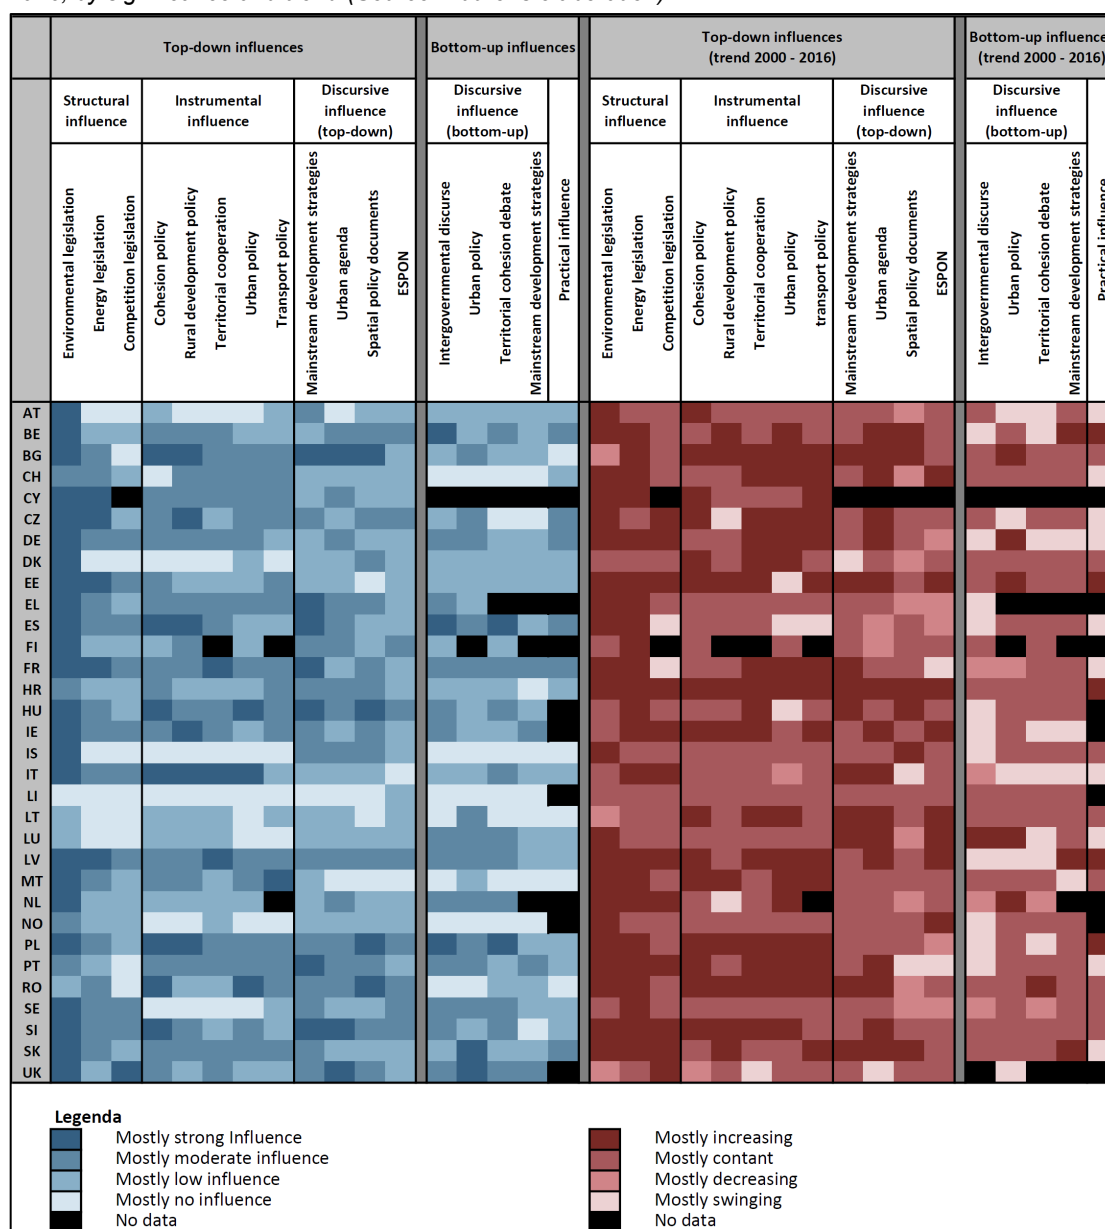 Top-down influences
Bottom-up influences
Top-down influences
(trend 2000 - 2016)
Bottom-up influenc
(trend 2000 - 2016)
Structural
influence
Instrumental
influence
Discursive
influence
(top-down)
Discursive
influence
(bottom-up)
Structural
influence
Instrumental
influence
Discursive
influence
(top-down)
Discursive
influence
(bottom-up)
Environmental legislation
Energy legislation
Competition legislation
Cohesion policy
Rural development policy
Territorial cooperation
Urban policy
Transport policy
Mainstream development strategies
Urban agenda
Spatial policy documents
ESPON
Intergovernmental discourse
Urban policy
Territorial cohesion debate
Mainstream development strategies
Practical influence
Environmental legislation
Energy legislation
Competition legislation
Cohesion policy
Rural development policy
Territorial cooperation
Urban policy
transport policy
Mainstream development strategies
Urban agenda
Spatial policy documents
ESPON
Intergovernmental discourse
Urban policy
Territorial cohesion debate
Mainstream development strategies
Practical influence
AT
BE
BG
CH
CY
CZ
DE
DK
EE
EL
ES
FI
FR
HR
HU
IE
IS
IT
LI
LT
LU
LV
MT
NL
NO
PL
PT
RO
SE
SI
SK
UK
Legenda
Mostly strong Influence
Mostly moderate influence
Mostly low influence
Mostly no influence
No data
Mostly increasing
Mostly contant
Mostly decreasing
Mostly swinging
No data